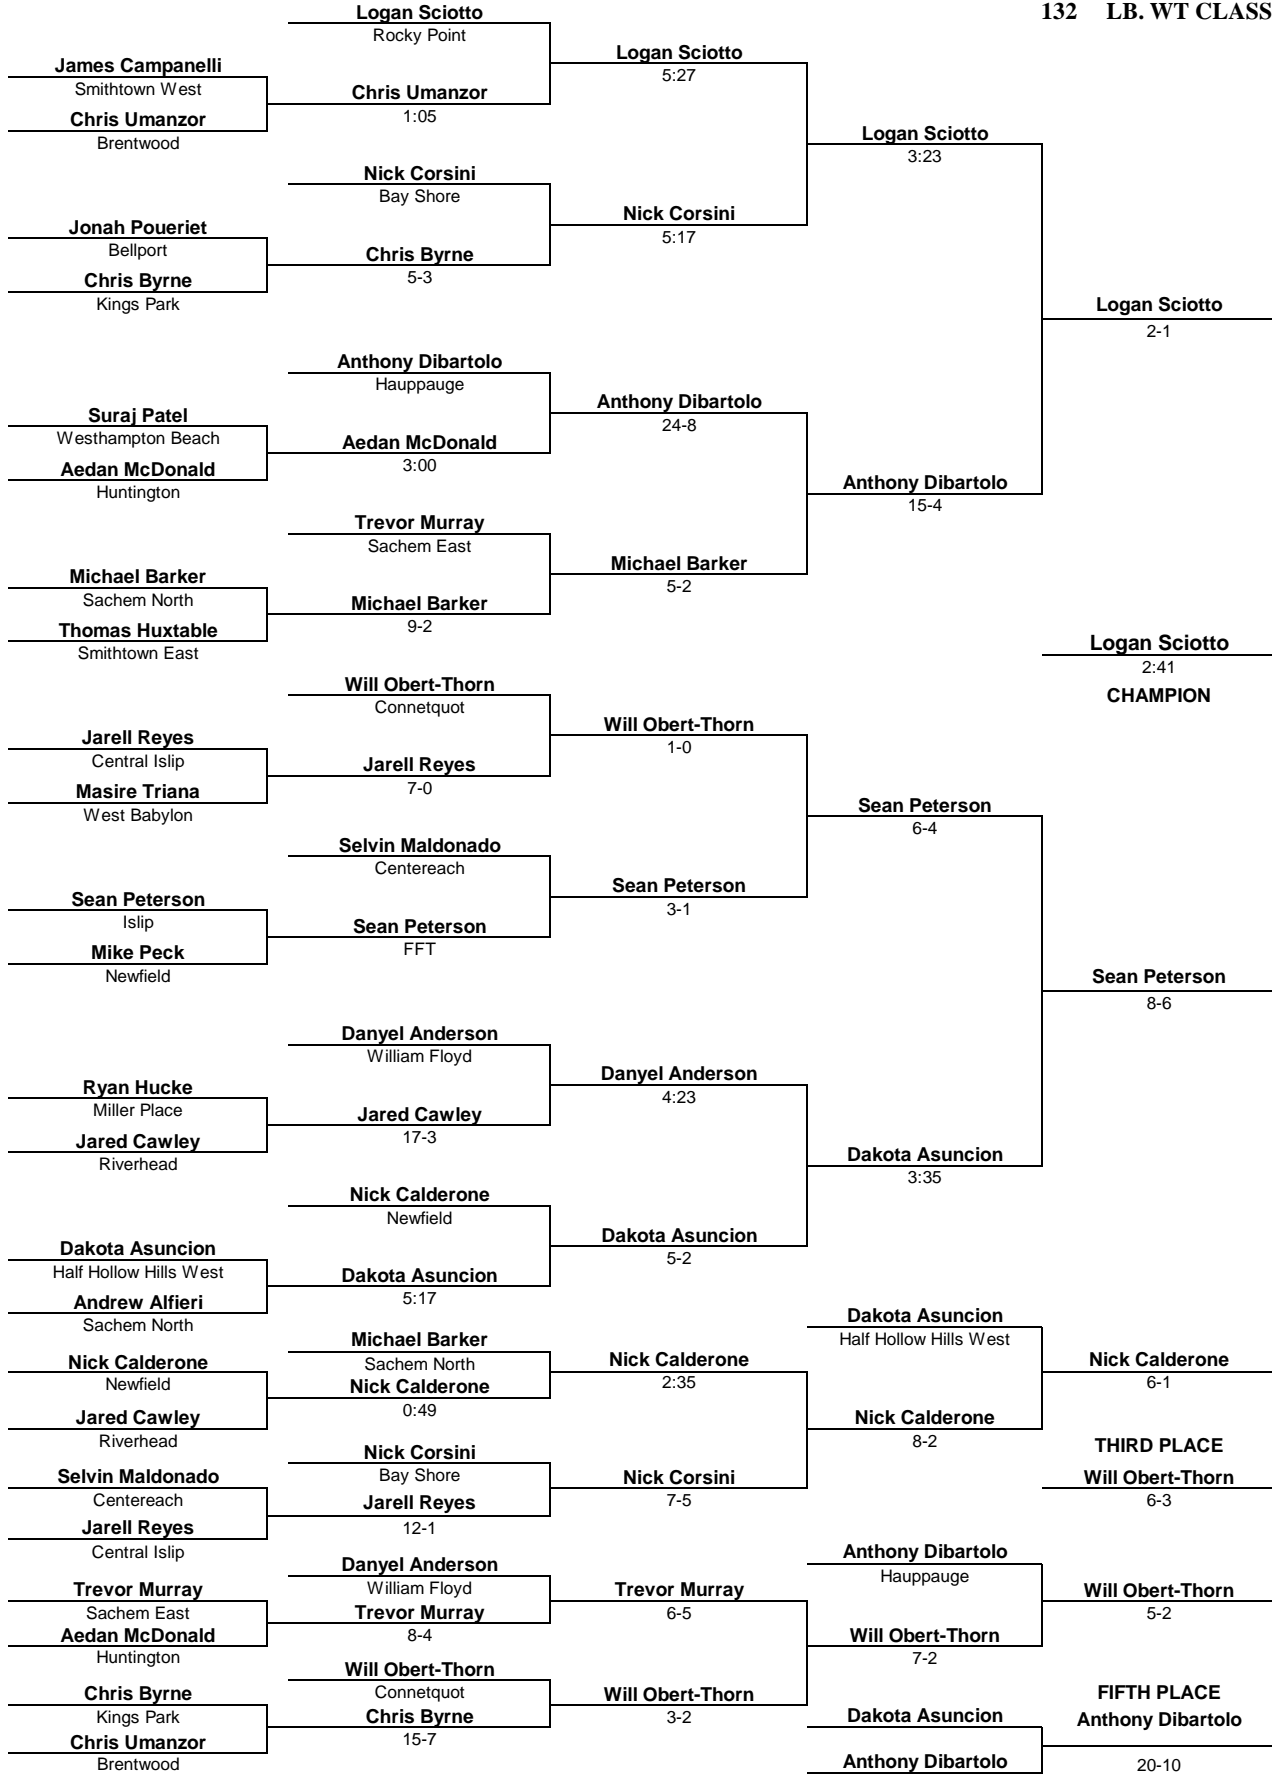 132 LB. WT CLASS
Logan Sciotto
Rocky Point
Logan Sciotto
5:27
James Campanelli
Smithtown West
Chris Umanzor
1:05
Chris Umanzor
Brentwood
Logan Sciotto
3:23
Nick Corsini
Bay Shore
Nick Corsini
5:17
Jonah Poueriet
Bellport
Chris Byrne
5-3
Chris Byrne
Kings Park
Logan Sciotto
2-1
Anthony Dibartolo
Hauppauge
Anthony Dibartolo
24-8
Suraj Patel
Westhampton Beach
Aedan McDonald
3:00
Aedan McDonald
Huntington
Anthony Dibartolo
15-4
Trevor Murray
Sachem East
Michael Barker
5-2
Michael Barker
Sachem North
Michael Barker
9-2
Thomas Huxtable
Smithtown East
Logan Sciotto
2:41
CHAMPION
Will Obert-Thorn
Connetquot
Will Obert-Thorn
1-0
Jarell Reyes
Central Islip
Jarell Reyes
7-0
Masire Triana
West Babylon
Sean Peterson
6-4
Selvin Maldonado
Centereach
Sean Peterson
3-1
Sean Peterson
Islip
Sean Peterson
FFT
Mike Peck
Newfield
Sean Peterson
8-6
Danyel Anderson
William Floyd
Danyel Anderson
4:23
Ryan Hucke
Miller Place
Jared Cawley
17-3
Jared Cawley
Riverhead
Dakota Asuncion
3:35
Nick Calderone
Newfield
Dakota Asuncion
5-2
Dakota Asuncion
Half Hollow Hills West
Dakota Asuncion
5:17
Andrew Alfieri
Sachem North
Dakota Asuncion
Half Hollow Hills West
Michael Barker
Sachem North
Nick Calderone
2:35
Nick Calderone
6-1
Nick Calderone
Newfield
Nick Calderone
0:49
Jared Cawley
Riverhead
Nick Calderone
8-2
THIRD PLACE
Will Obert-Thorn
6-3
Nick Corsini
Bay Shore
Nick Corsini
7-5
Selvin Maldonado
Centereach
Jarell Reyes
12-1
Jarell Reyes
Central Islip
Anthony Dibartolo
Hauppauge
Danyel Anderson
William Floyd
Trevor Murray
6-5
Will Obert-Thorn
5-2
Trevor Murray
Sachem East
Trevor Murray
8-4
Aedan McDonald
Huntington
Will Obert-Thorn
7-2
Will Obert-Thorn
Connetquot
Will Obert-Thorn
3-2
Chris Byrne
Kings Park
Chris Byrne
15-7
Chris Umanzor
Brentwood
FIFTH PLACE
Dakota Asuncion
Anthony Dibartolo
Anthony Dibartolo
20-10